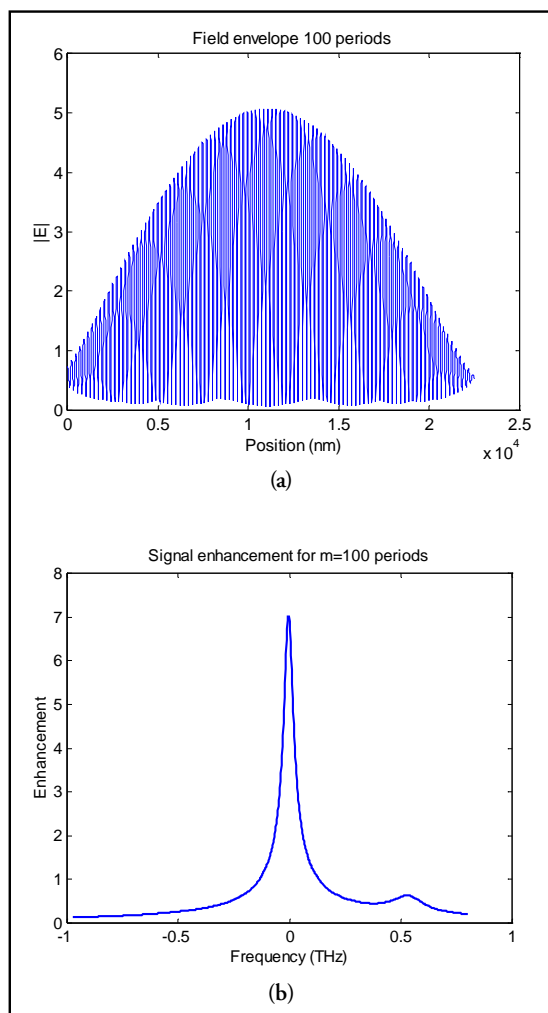 Field envelope 100 periods
6
5
4
3
2
1
0
|E|
0 0.5 1 1.5 2 2.5
x 10^4
Position (nm)
(a)
Signal enhancement for m=100 periods
8
7
6
5
4
3
2
1
0
Enhancement
-1 -0.5 0 0.5 1
Frequency (THz)
(b)